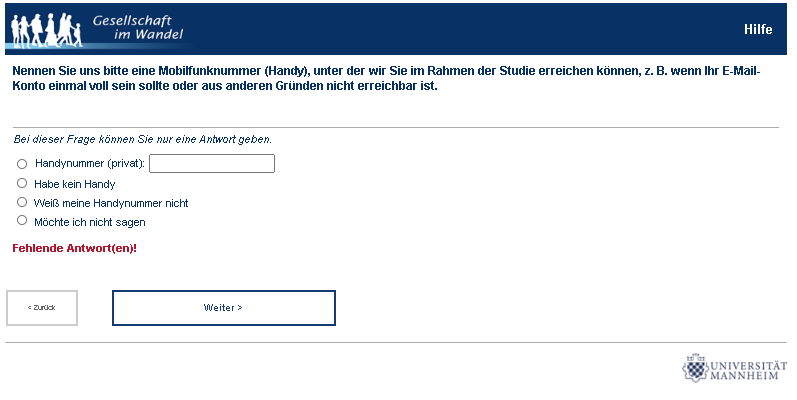 Gesellschaft
im Wandel
Hilfe
Nennen Sie uns bitte eine Mobilfunknummer (Handy), unter der wir Sie im Rahmen der Studie erreichen können, z. B. wenn Ihr E-Mail-
Konto einmal voll sein sollte oder aus anderen Gründen nicht erreichbar ist.
Bei dieser Frage können Sie nur eine Antwort geben.
Handynummer (privat):
Habe kein Handy
Weiß meine Handynummer nicht
Möchte ich nicht sagen
Fehlende Antwort(en)!
< Zurück
Weiter >
UNIVERSITÄT
MANNHEIM